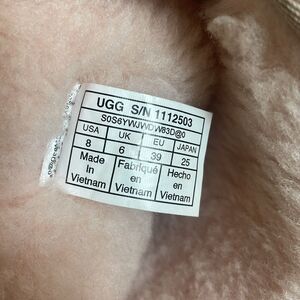 UGG S/N 1112503
S0S6YWJWDW83D@0
USA UK EU JAPAN
8 6 39 25
Made Fabriqué Hecho
in en en
Vietnam Vietnam Vietnam